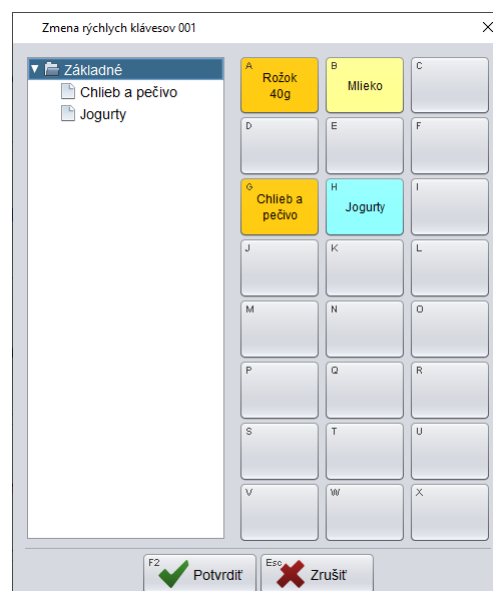 Zmena rýchlych klávesov 001
Základné
Chlieb a pečivo
Jogurty
A
Rožok
40g
B
Mlieko
C
D
E
F
G
Chlieb a
pečivo
H
Jogurty
I
J
K
L
M
N
O
P
Q
R
S
T
U
V
W
X
F2
Potvrdiť
Esc
Zrušiť